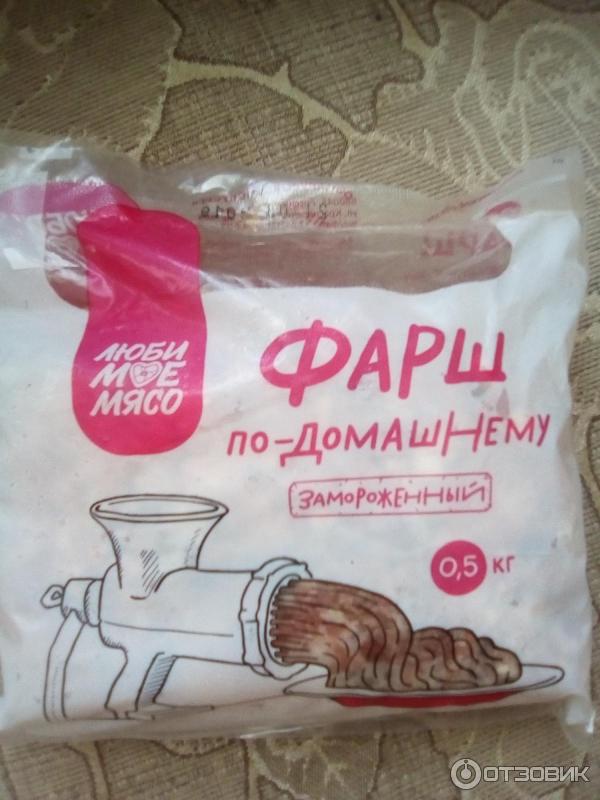 ЛЮБИ
МОЕ
МЯСО
ФАРШ
ПО-ДОМАШНЕМУ
ЗАМОРОЖЕННЫЙ
0,5 КГ
ОТЗОВИК